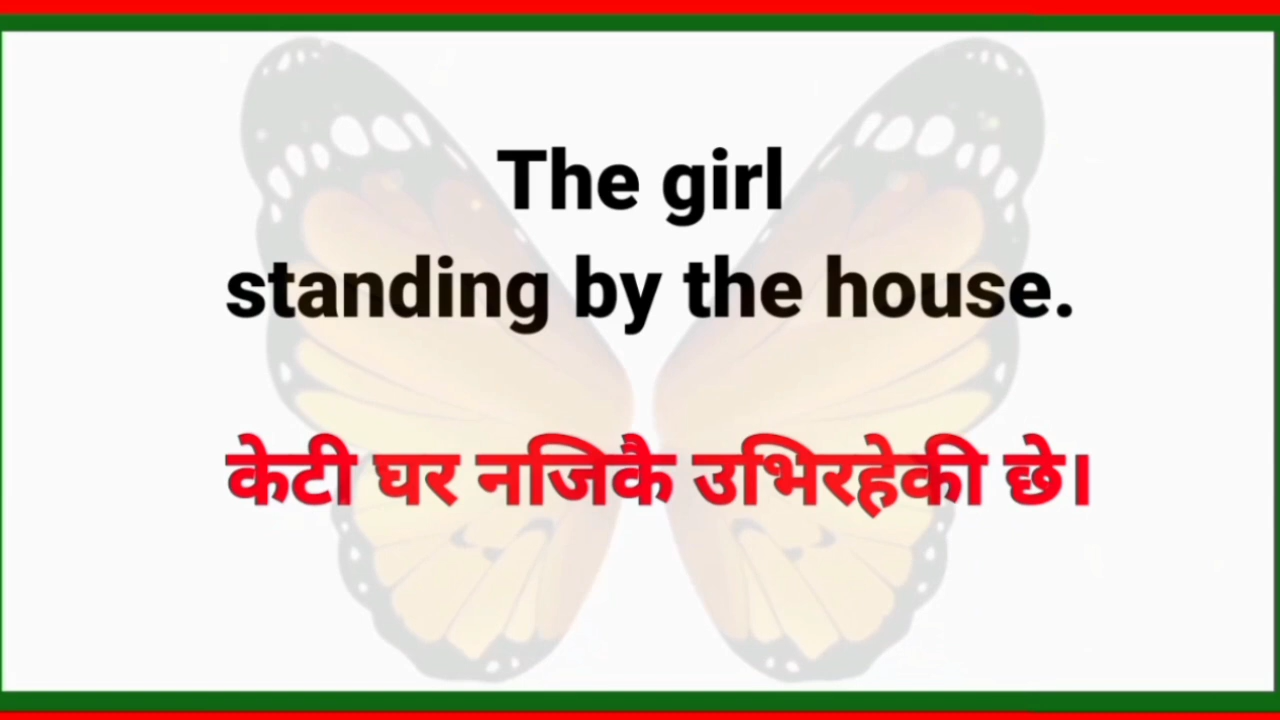 The girl
standing by the house.
केटी घर नजिकै उभिरहेकी छे।